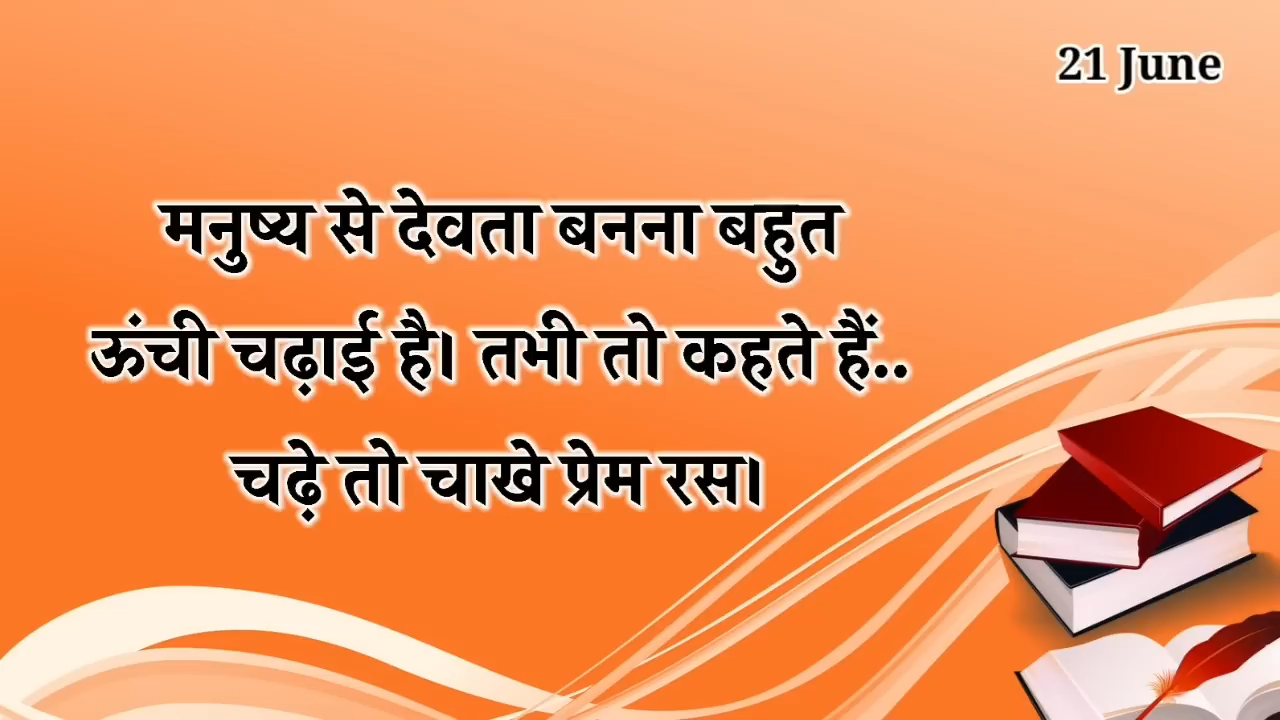 21 June
मनुष्य से देवता बनना बहुत
ऊंची चढ़ाई है। तभी तो कहते हैं..
चढ़े तो चाखे प्रेम रस।